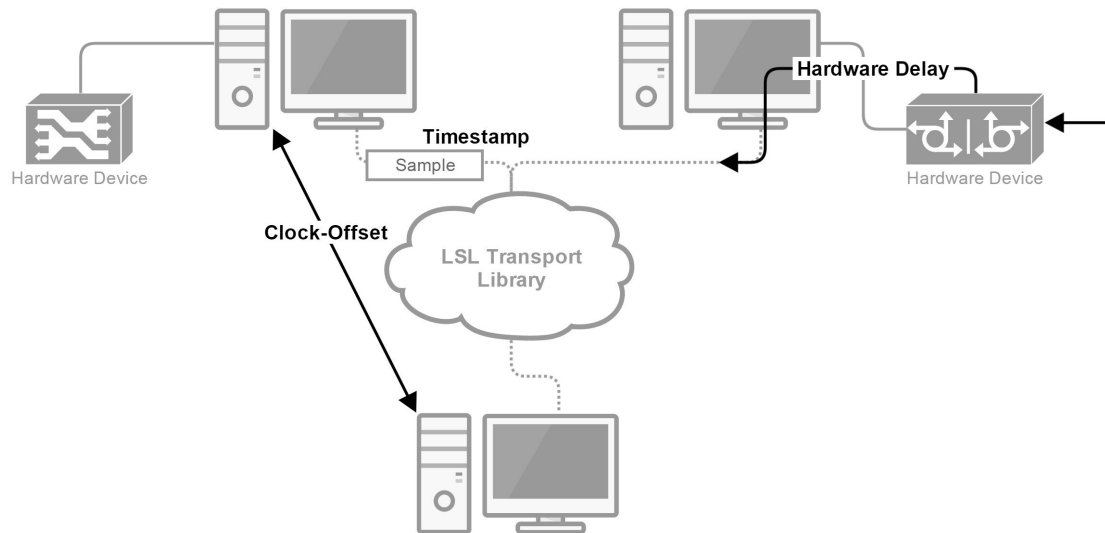 Hardware Delay
Timestamp
Sample
Hardware Device
Hardware Device
Clock-Offset
LSL Transport
Library